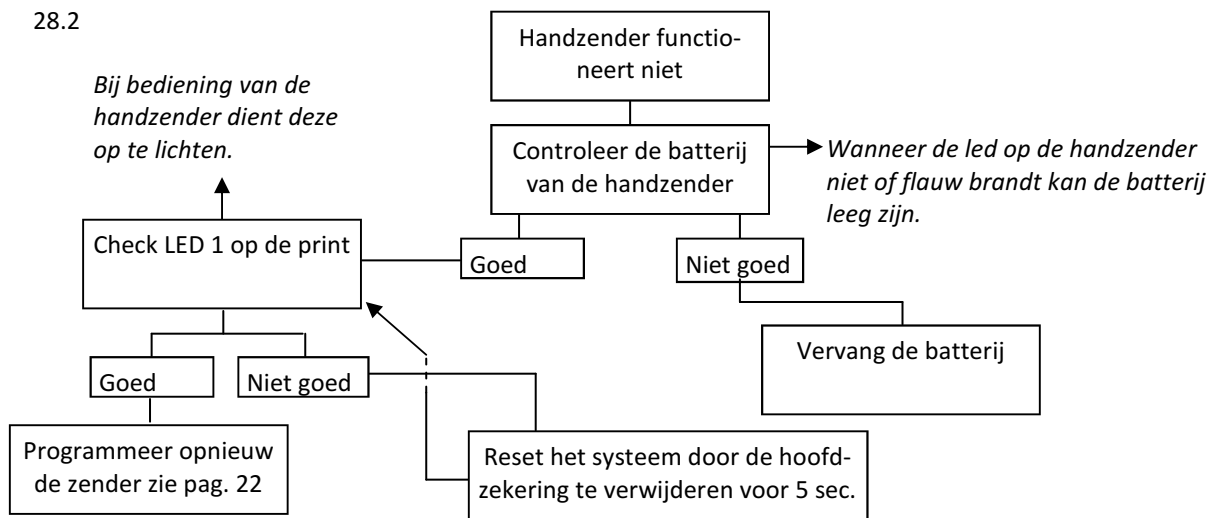 28.2
Handzender functio-
neert niet
Bij bediening van de
handzender dient deze
op te lichten.
Controleer de batterij
van de handzender
Wanneer de led op de handzender
niet of flauw brandt kan de batterij
leeg zijn.
Check LED 1 op de print
Goed
Niet goed
Vervang de batterij
Goed
Niet goed
Programmeer opnieuw
de zender zie pag. 22
Reset het systeem door de hoofd-
zekering te verwijderen voor 5 sec.